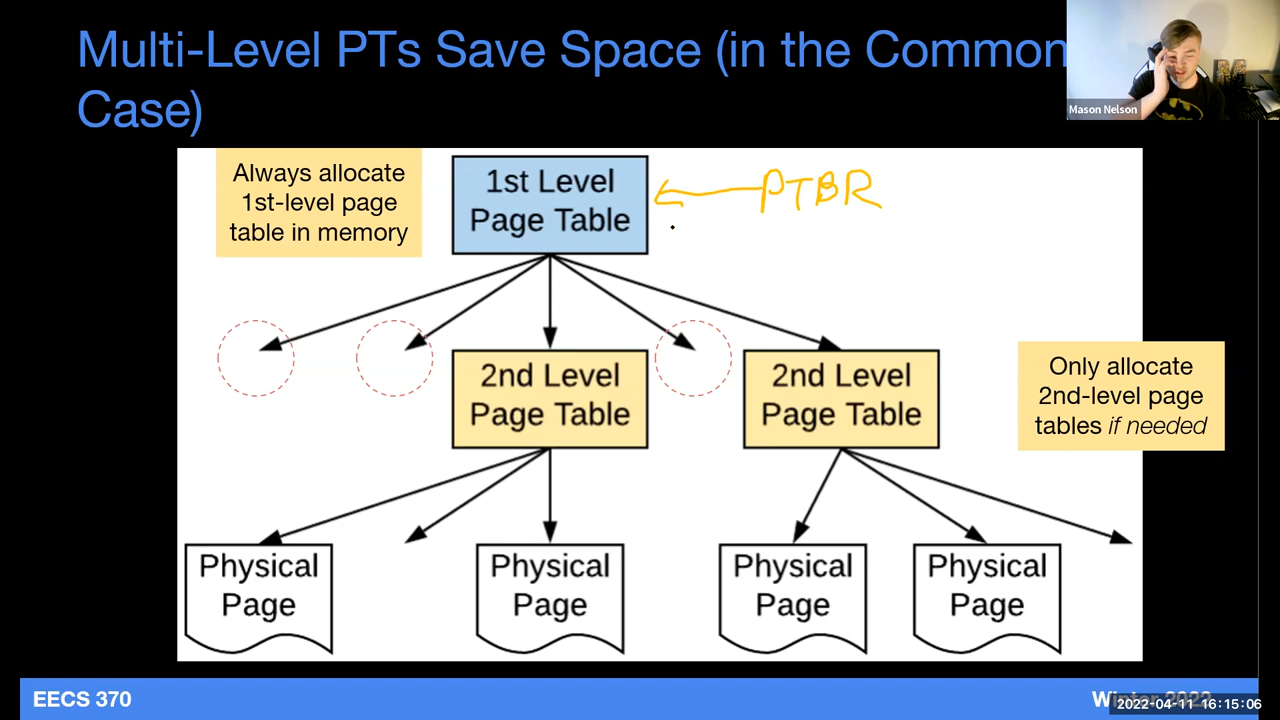 Multi-Level PTs Save Space (in the Common
Case)
Mason Nelson
Always allocate
1st-level page
table in memory
1st Level
Page Table
PTBR
2nd Level
Page Table
2nd Level
Page Table
Only allocate
2nd-level page
tables if needed
Physical
Page
Physical
Page
Physical
Page
Physical
Page
EECS 370
Winter 2022
2022-04-11 16:15:06